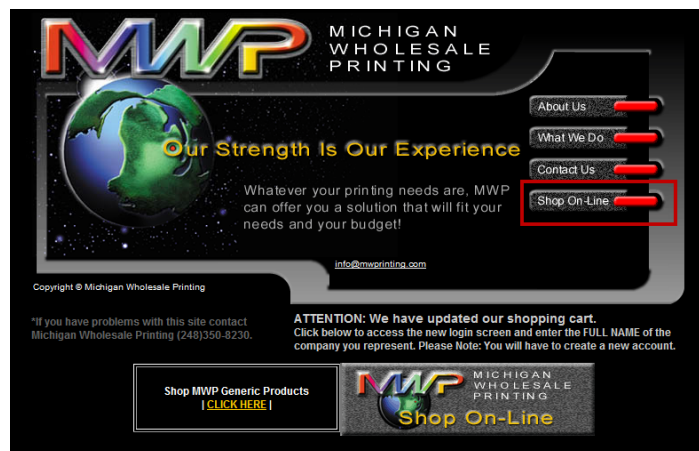 MWP
MICHIGAN
WHOLESALE
PRINTING
About Us
What We Do
Contact Us
Shop On-Line
Our Strength Is Our Experience
Whatever your printing needs are, MWP
can offer you a solution that will fit your
needs and your budget!
info@mwprinting.com
Copyright © Michigan Wholesale Printing
*If you have problems with this site contact
Michigan Wholesale Printing (248)350-8230.
ATTENTION: We have updated our shopping cart.
Click below to access the new login screen and enter the FULL NAME of the
company you represent. Please Note: You will have to create a new account.
Shop MWP Generic Products
| CLICK HERE |
MWP
MICHIGAN
WHOLESALE
PRINTING
Shop On-Line